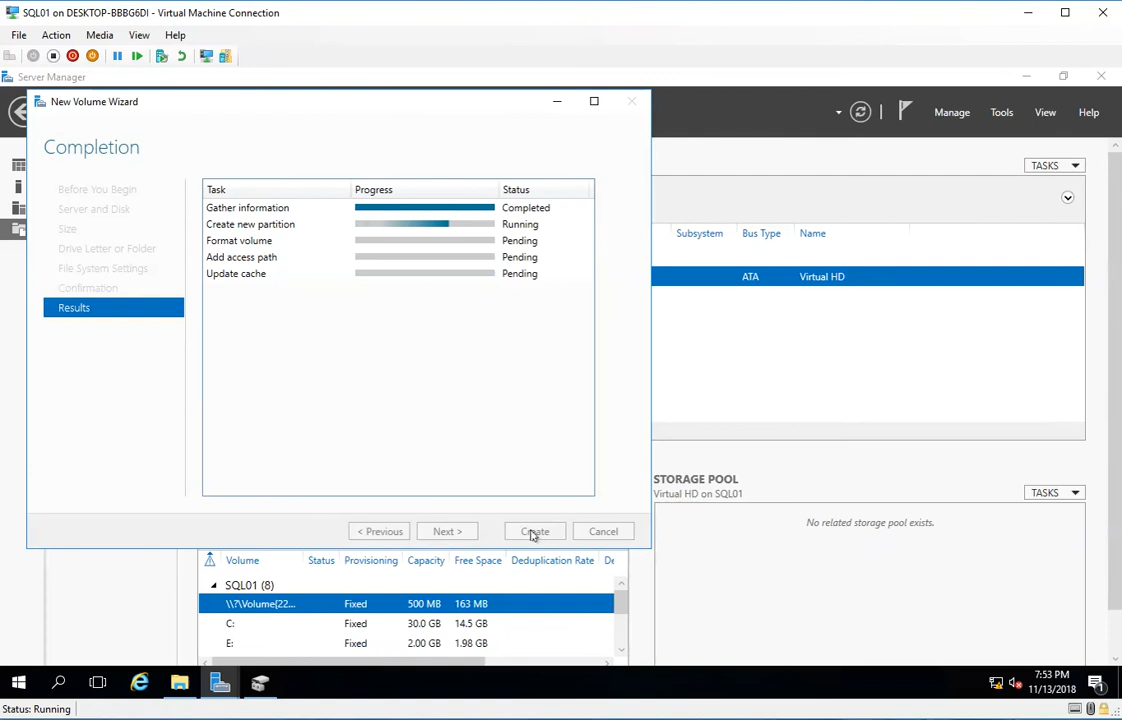 SQL01 on DESKTOP-BBBG6DI - Virtual Machine Connection
File Action Media View Help
Server Manager
New Volume Wizard
Manage Tools View Help
Completion
TASKS
Task Progress Status
Before You Begin
Gather information Completed
Server and Disk
Create new partition Running
Size
Format volume Pending
Subsystem Bus Type Name
Drive Letter or Folder
Add access path Pending
File System Settings
Update cache Pending
ATA Virtual HD
Confirmation
Results
STORAGE POOL
Virtual HD on SQL01
TASKS
No related storage pool exists.
< Previous Next > Create Cancel
Volume Status Provisioning Capacity Free Space Deduplication Rate De
SQL01 (8)
\\?\Volume{22... Fixed 500 MB 163 MB
C: Fixed 30.0 GB 14.5 GB
E: Fixed 2.00 GB 1.98 GB
7:53 PM
11/13/2018
1
Status: Running